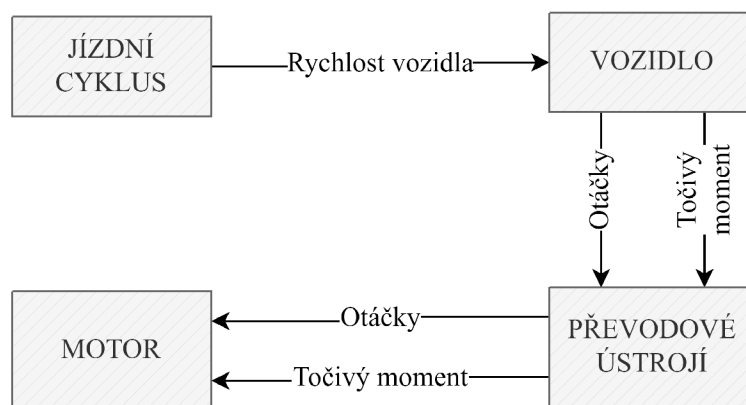 JÍZDNÍ
CYKLUS
Rychlost vozidla
VOZIDLO
Otáčky
Točivý
moment
MOTOR
Otáčky
Točivý moment
PŘEVODOVÉ
ÚSTROJÍ